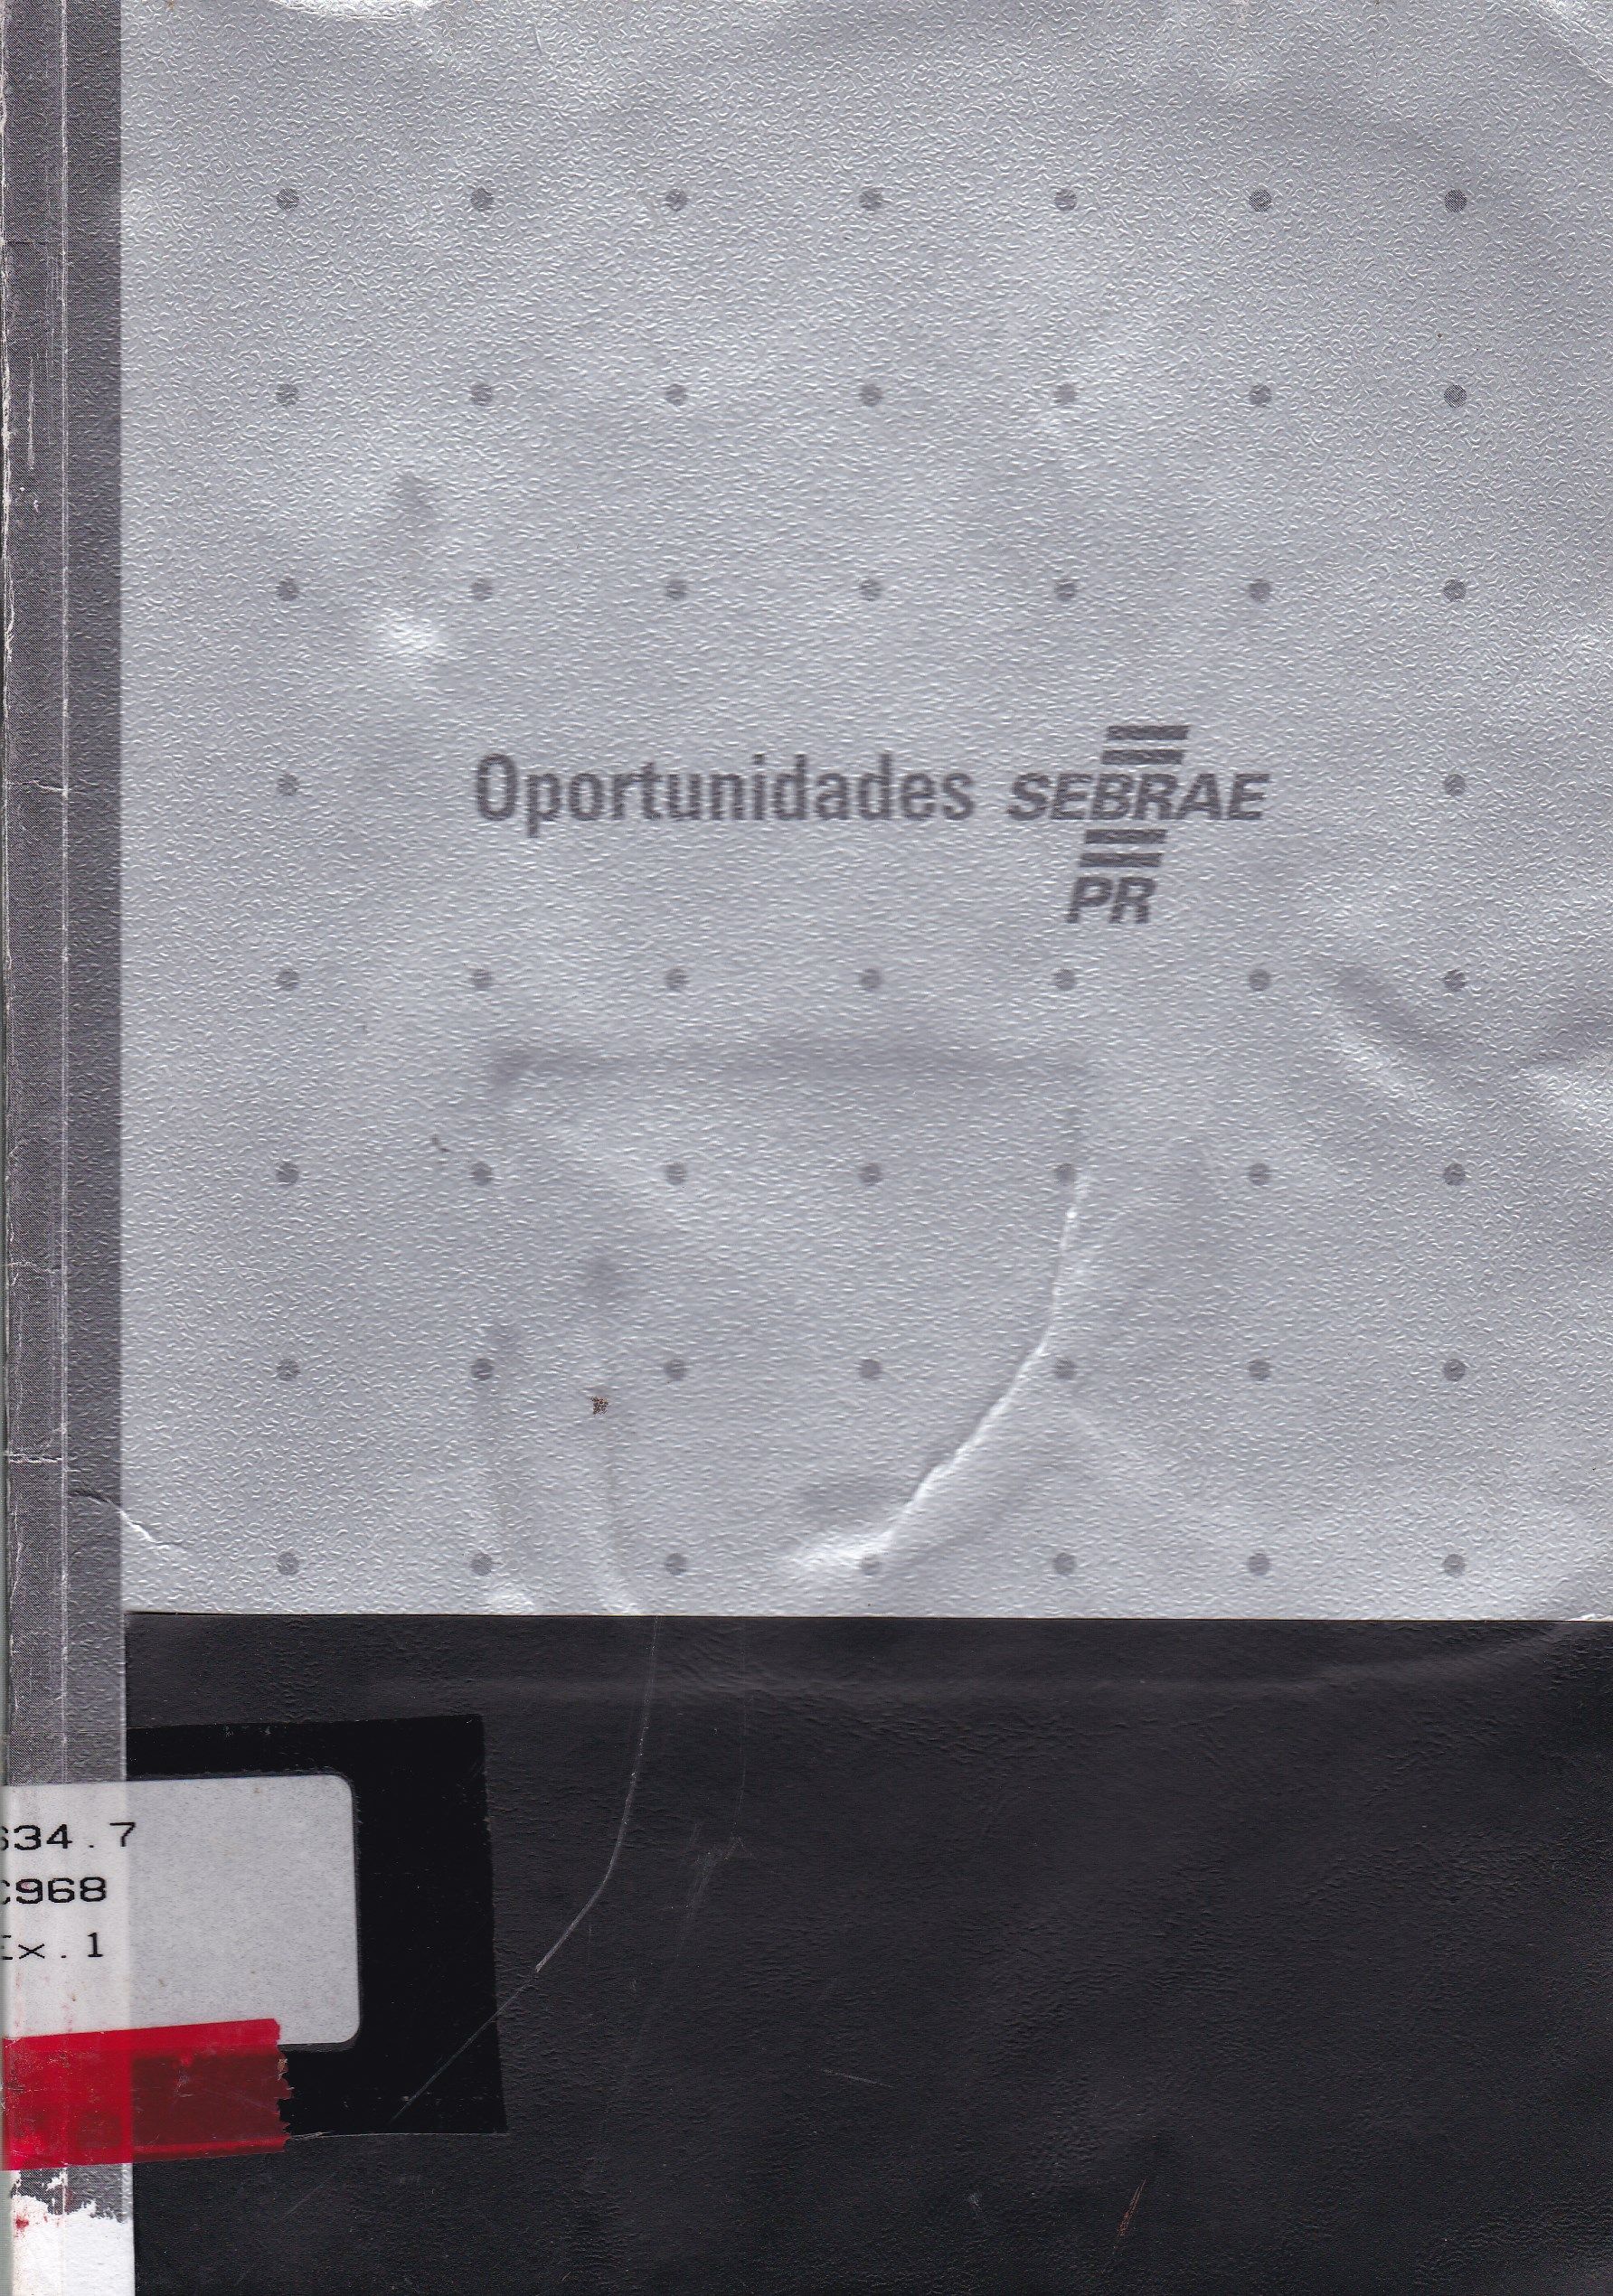 Oportunidades SEBRAE
PR
634.7
C968
Ex.1